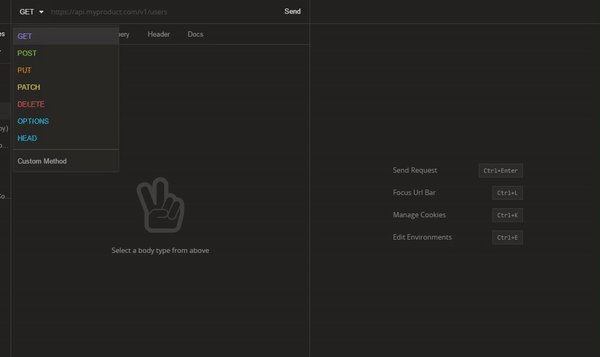 GET
https://api.myproduct.com/v1/users
Send
Header
Docs
GET
POST
PUT
PATCH
DELETE
OPTIONS
HEAD
Custom Method
Select a body type from above
Send Request
Ctrl+Enter
Focus Url Bar
Ctrl+L
Manage Cookies
Ctrl+K
Edit Environments
Ctrl+E